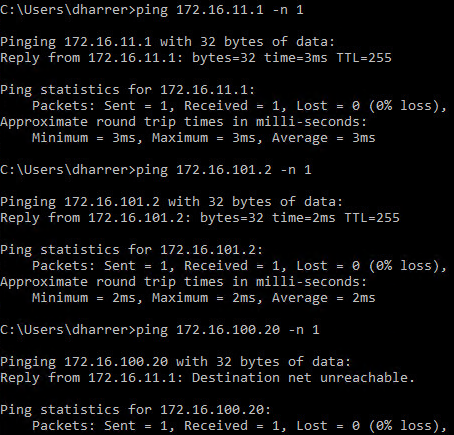 C:\Users\dharrer>ping 172.16.11.1 -n 1
Pinging 172.16.11.1 with 32 bytes of data:
Reply from 172.16.11.1: bytes=32 time=3ms TTL=255
Ping statistics for 172.16.11.1:
    Packets: Sent = 1, Received = 1, Lost = 0 (0% loss),
Approximate round trip times in milli-seconds:
    Minimum = 3ms, Maximum = 3ms, Average = 3ms
C:\Users\dharrer>ping 172.16.101.2 -n 1
Pinging 172.16.101.2 with 32 bytes of data:
Reply from 172.16.101.2: bytes=32 time=2ms TTL=255
Ping statistics for 172.16.101.2:
    Packets: Sent = 1, Received = 1, Lost = 0 (0% loss),
Approximate round trip times in milli-seconds:
    Minimum = 2ms, Maximum = 2ms, Average = 2ms
C:\Users\dharrer>ping 172.16.100.20 -n 1
Pinging 172.16.100.20 with 32 bytes of data:
Reply from 172.16.11.1: Destination net unreachable.
Ping statistics for 172.16.100.20:
    Packets: Sent = 1, Received = 1, Lost = 0 (0% loss),